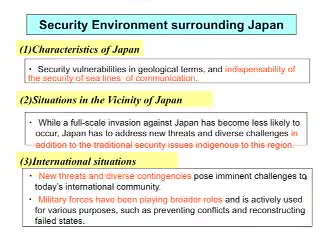 Security Environment surrounding Japan
(1)Characteristics of Japan
・ Security vulnerabilities in geological terms, and indispensability of
the security of sea lines of communication.
(2)Situations in the Vicinity of Japan
・ While a full-scale invasion against Japan has become less likely to
occur, Japan has to address new threats and diverse challenges in
addition to the traditional security issues indigenous to this region.
(3)International situations
・ New threats and diverse contingencies pose imminent challenges to
today's international community.
・ Military forces have been playing broader roles and is actively used
for various purposes, such as preventing conflicts and reconstructing
failed states.